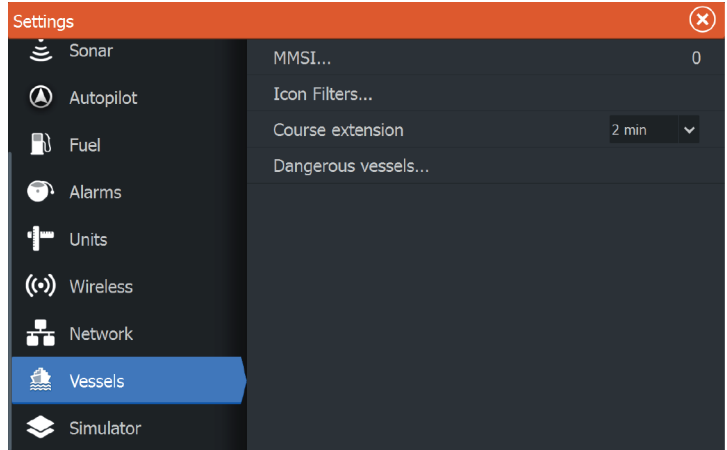 Settings
Sonar
Autopilot
Fuel
Alarms
Units
Wireless
Network
Vessels
Simulator
MMSI... 0
Icon Filters...
Course extension 2 min
Dangerous vessels...